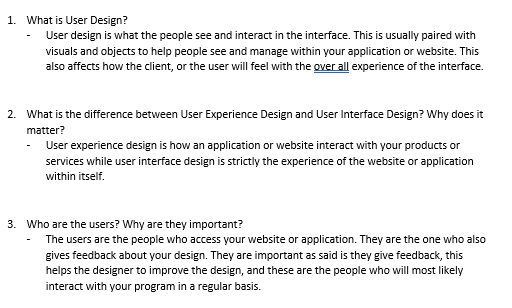 1. What is User Design?
- User design is what the people see and interact in the interface. This is usually paired with
visuals and objects to help people see and manage within your application or website. This
also affects how the client, or the user will feel with the over all experience of the interface.
2. What is the difference between User Experience Design and User Interface Design? Why does it
matter?
- User experience design is how an application or website interact with your products or
services while user interface design is strictly the experience of the website or application
within itself.
3. Who are the users? Why are they important?
- The users are the people who access your website or application. They are the one who also
gives feedback about your design. They are important as said is they give feedback, this
helps the designer to improve the design, and these are the people who will most likely
interact with your program in a regular basis.